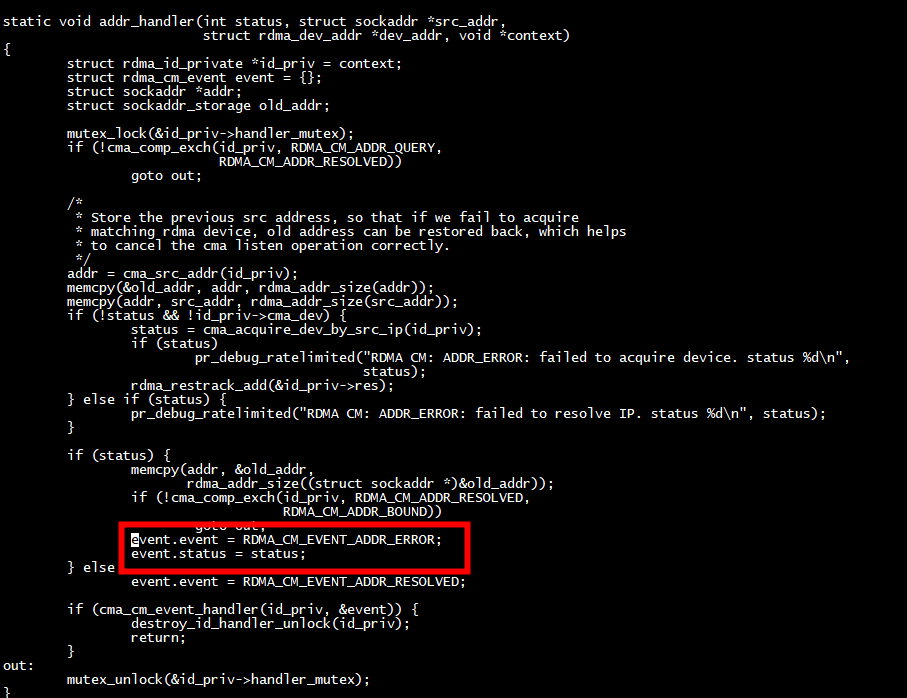 static void addr_handler(int status, struct sockaddr *src_addr,
                         struct rdma_dev_addr *dev_addr, void *context)
{
        struct rdma_id_private *id_priv = context;
        struct rdma_cm_event event = {};
        struct sockaddr *addr;
        struct sockaddr_storage old_addr;

        mutex_lock(&id_priv->handler_mutex);
        if (!cma_comp_exch(id_priv, RDMA_CM_ADDR_QUERY,
                           RDMA_CM_ADDR_RESOLVED))
                goto out;

        /*
         * Store the previous src address, so that if we fail to acquire
         * matching rdma device, old address can be restored back, which helps
         * to cancel the cma listen operation correctly.
         */
        addr = cma_src_addr(id_priv);
        memcpy(&old_addr, addr, rdma_addr_size(addr));
        memcpy(addr, src_addr, rdma_addr_size(src_addr));
        if (!status && !id_priv->cma_dev) {
                status = cma_acquire_dev_by_src_ip(id_priv);
                if (status)
                        pr_debug_ratelimited("RDMA CM: ADDR_ERROR: failed to acquire device. status %d\n",
                                             status);
                rdma_restrack_add(&id_priv->res);
        } else if (status) {
                pr_debug_ratelimited("RDMA CM: ADDR_ERROR: failed to resolve IP. status %d\n", status);
        }

        if (status) {
                memcpy(addr, &old_addr,
                       rdma_addr_size((struct sockaddr *)&old_addr));
                if (!cma_comp_exch(id_priv, RDMA_CM_ADDR_RESOLVED,
                                   RDMA_CM_ADDR_BOUND))
                        goto out;
                event.event = RDMA_CM_EVENT_ADDR_ERROR;
                event.status = status;
        } else
                event.event = RDMA_CM_EVENT_ADDR_RESOLVED;

        if (cma_cm_event_handler(id_priv, &event)) {
                destroy_id_handler_unlock(id_priv);
                return;
        }
out:
        mutex_unlock(&id_priv->handler_mutex);
}